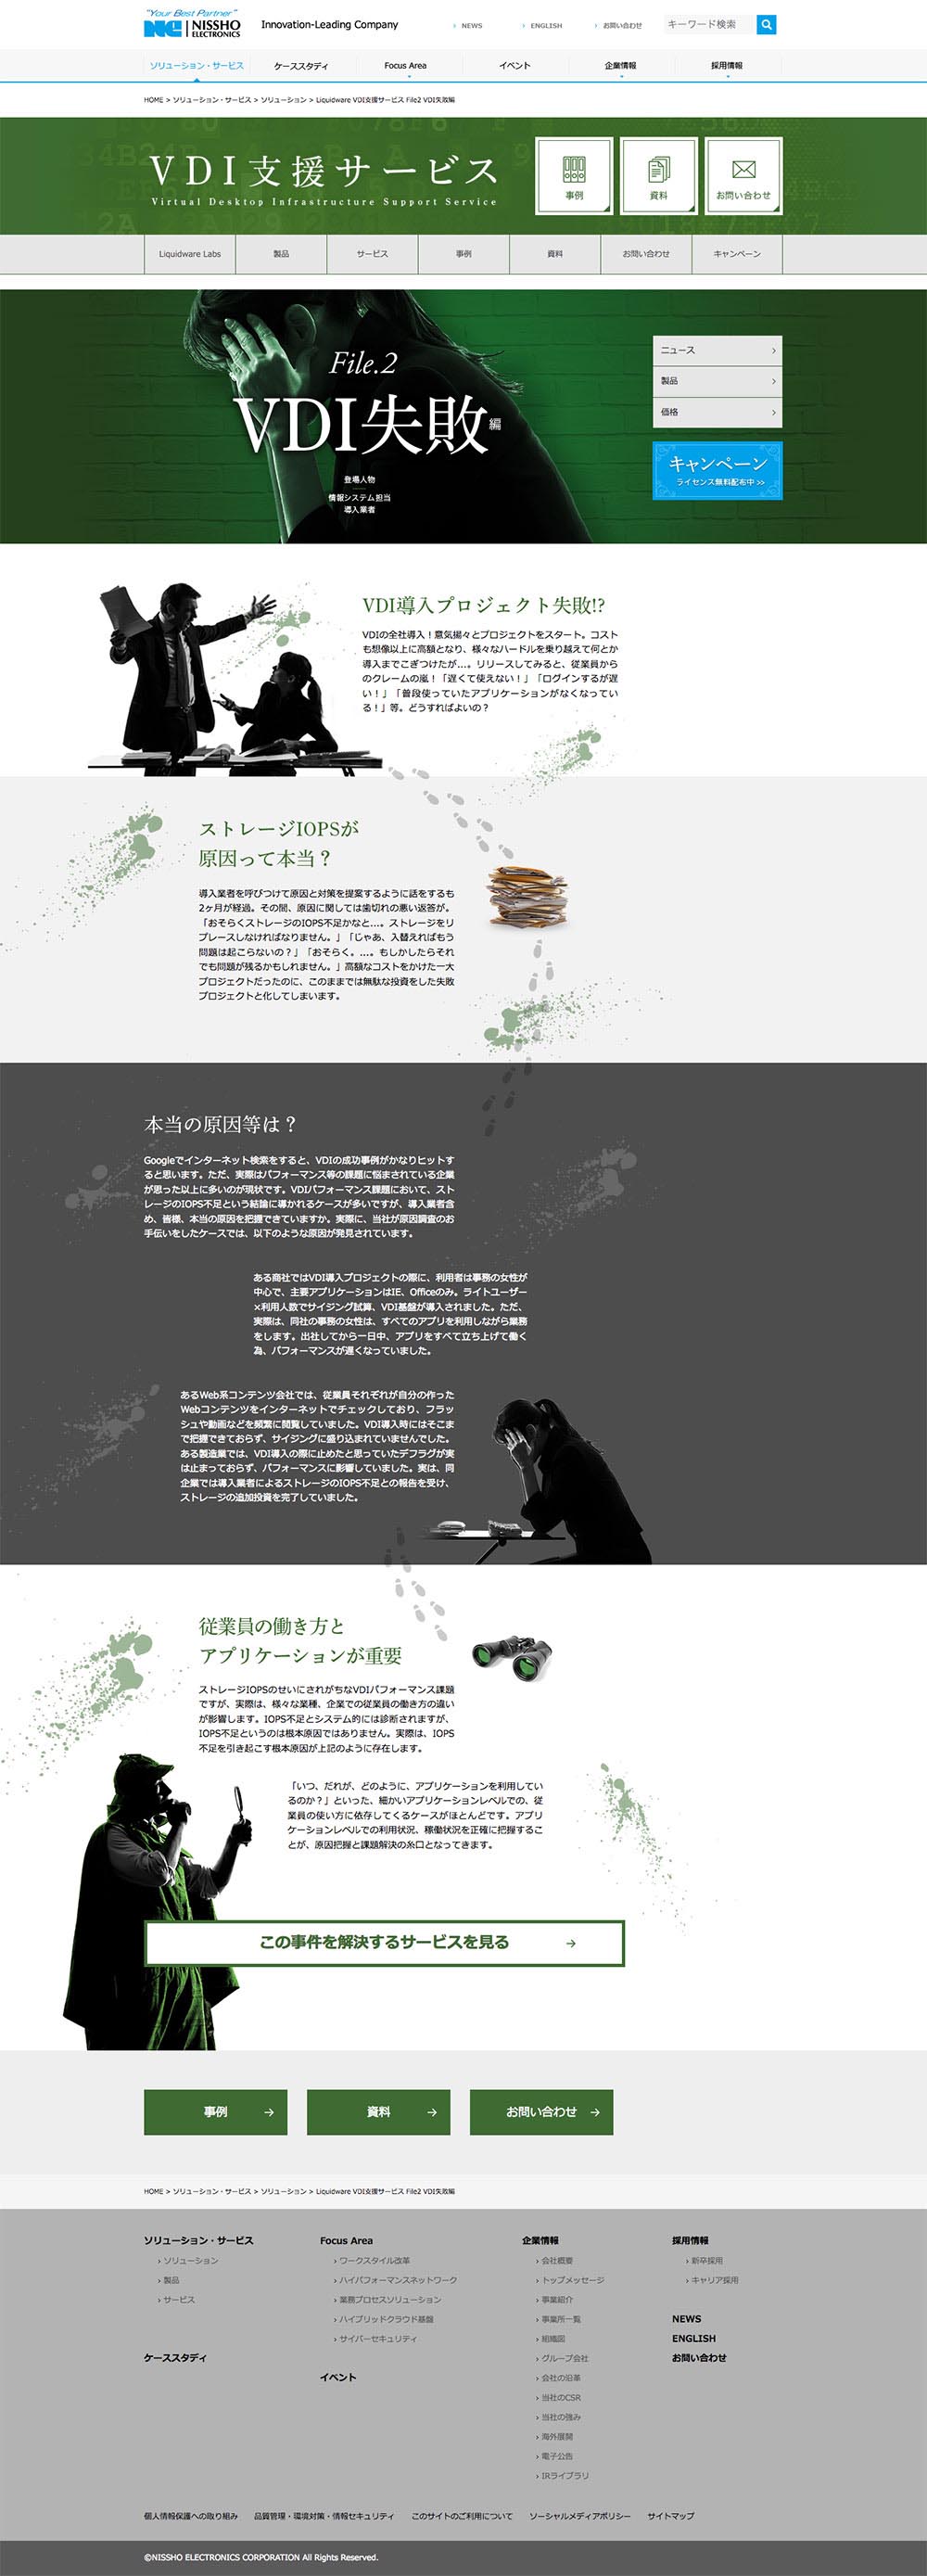 "Your Best Partner"
NISSHO
ELECTRONICS
Innovation-Leading Company
NEWS
ENGLISH
お問い合わせ
キーワード検索
ソリューション・サービス
ケーススタディ
Focus Area
イベント
企業情報
採用情報
HOME > ソリューション・サービス > ソリューション > Liquidware VDI支援サービス File2 VDI失敗編
VDI支援サービス
Virtual Desktop Infrastructure Support Service
事例
資料
お問い合わせ
Liquidware Labs
製品
サービス
事例
資料
お問い合わせ
キャンペーン
File.2
VDI失敗編
登場人物
情報システム担当
導入業者
ニュース
製品
価格
キャンペーン
ライセンス無料配布中 >>
VDI導入プロジェクト失敗!?
VDIの全社導入！意気揚々とプロジェクトをスタート。コスト
も想像以上に高額となり、様々なハードルを乗り越えて何とか
導入までこぎつけたが…。リリースしてみると、従業員から
のクレームの嵐！「遅くて使えない！」「ログインするが遅
い！」「普段使っていたアプリケーションがなくなってい
る！」等。どうすればよいの？
ストレージIOPSが
原因って本当？
導入業者を呼びつけて原因と対策を提案するように話をするも
2ヶ月が経過。その間、原因に関しては歯切れの悪い返答が。
「おそらくストレージのIOPS不足かなと…。ストレージをリ
プレースしなければなりません。」「じゃあ、入替えればもう
問題は起こらないの？」「おそらく。…。もしかしたらそれ
でも問題が残るかもしれません。」高額なコストをかけた一大
プロジェクトだったのに、このままでは無駄な投資をした失敗
プロジェクトと化してしまいます。
本当の原因等は？
Googleでインターネット検索をすると、VDIの成功事例がかなりヒットす
ると思います。ただ、実際はパフォーマンス等の課題に悩まされている企業
が思った以上に多いのが現状です。VDIパフォーマンス課題において、スト
レージのIOPS不足という結論に導かれるケースが多いですが、導入業者含
め、皆様、本当の原因を把握できていますか。実際に、当社が原因調査のお
手伝いをしたケースでは、以下のような原因が発見されています。
ある商社ではVDI導入プロジェクトの際に、利用者は事務の女性が
中心で、主要アプリケーションはIE、Officeのみ。ライトユーザー
×利用人数でサイジング試算、VDI基盤が導入されました。ただ、
実際は、同社の事務の女性は、すべてのアプリを利用しながら業務
をします。出社してから一日中、アプリをすべて立ち上げて働く
為、パフォーマンスが遅くなっていました。
あるWeb系コンテンツ会社では、従業員それぞれが自分の作った
Webコンテンツをインターネットでチェックしており、フラッ
シュや動画などを頻繁に閲覧していました。VDI導入時にはそこま
で把握できておらず、サイジングに盛り込まれていませんでした。
ある製造業では、VDI導入の際に止めたと思っていたデフラグが実
は止まっておらず、パフォーマンスに影響していました。実は、同
企業では導入業者によるストレージのIOPS不足との報告を受け、
ストレージの追加投資を完了していました。
従業員の働き方と
アプリケーションが重要
ストレージIOPSのせいにされがちなVDIパフォーマンス課題
ですが、実際は、様々な業種、企業での従業員の働き方の違い
が影響します。IOPS不足とシステム的には診断されますが、
IOPS不足というのは根本原因ではありません。実際は、IOPS
不足を引き起こす根本原因が上記のように存在します。
「いつ、だれが、どのように、アプリケーションを利用してい
るのか？」といった、細かいアプリケーションレベルでの、従
業員の使い方に依存してくるケースがほとんどです。アプリ
ケーションレベルでの利用状況、稼働状況を正確に把握するこ
とが、原因把握と課題解決の糸口となってきます。
この事件を解決するサービスを見る
事例
資料
お問い合わせ
HOME > ソリューション・サービス > ソリューション > Liquidware VDI支援サービス File2 VDI失敗編
ソリューション・サービス
ソリューション
製品
サービス
ケーススタディ
Focus Area
ワークスタイル改革
ハイパフォーマンスネットワーク
業務プロセスソリューション
ハイブリッドクラウド基盤
サイバーセキュリティ
イベント
企業情報
会社概要
トップメッセージ
事業紹介
事業所一覧
組織図
グループ会社
会社の沿革
当社のCSR
当社の強み
海外展開
電子公告
IRライブラリ
採用情報
新卒採用
キャリア採用
NEWS
ENGLISH
お問い合わせ
個人情報保護への取り組み
品質管理・環境対策・情報セキュリティ
このサイトのご利用について
ソーシャルメディアポリシー
サイトマップ
©NISSHO ELECTRONICS CORPORATION All Rights Reserved.